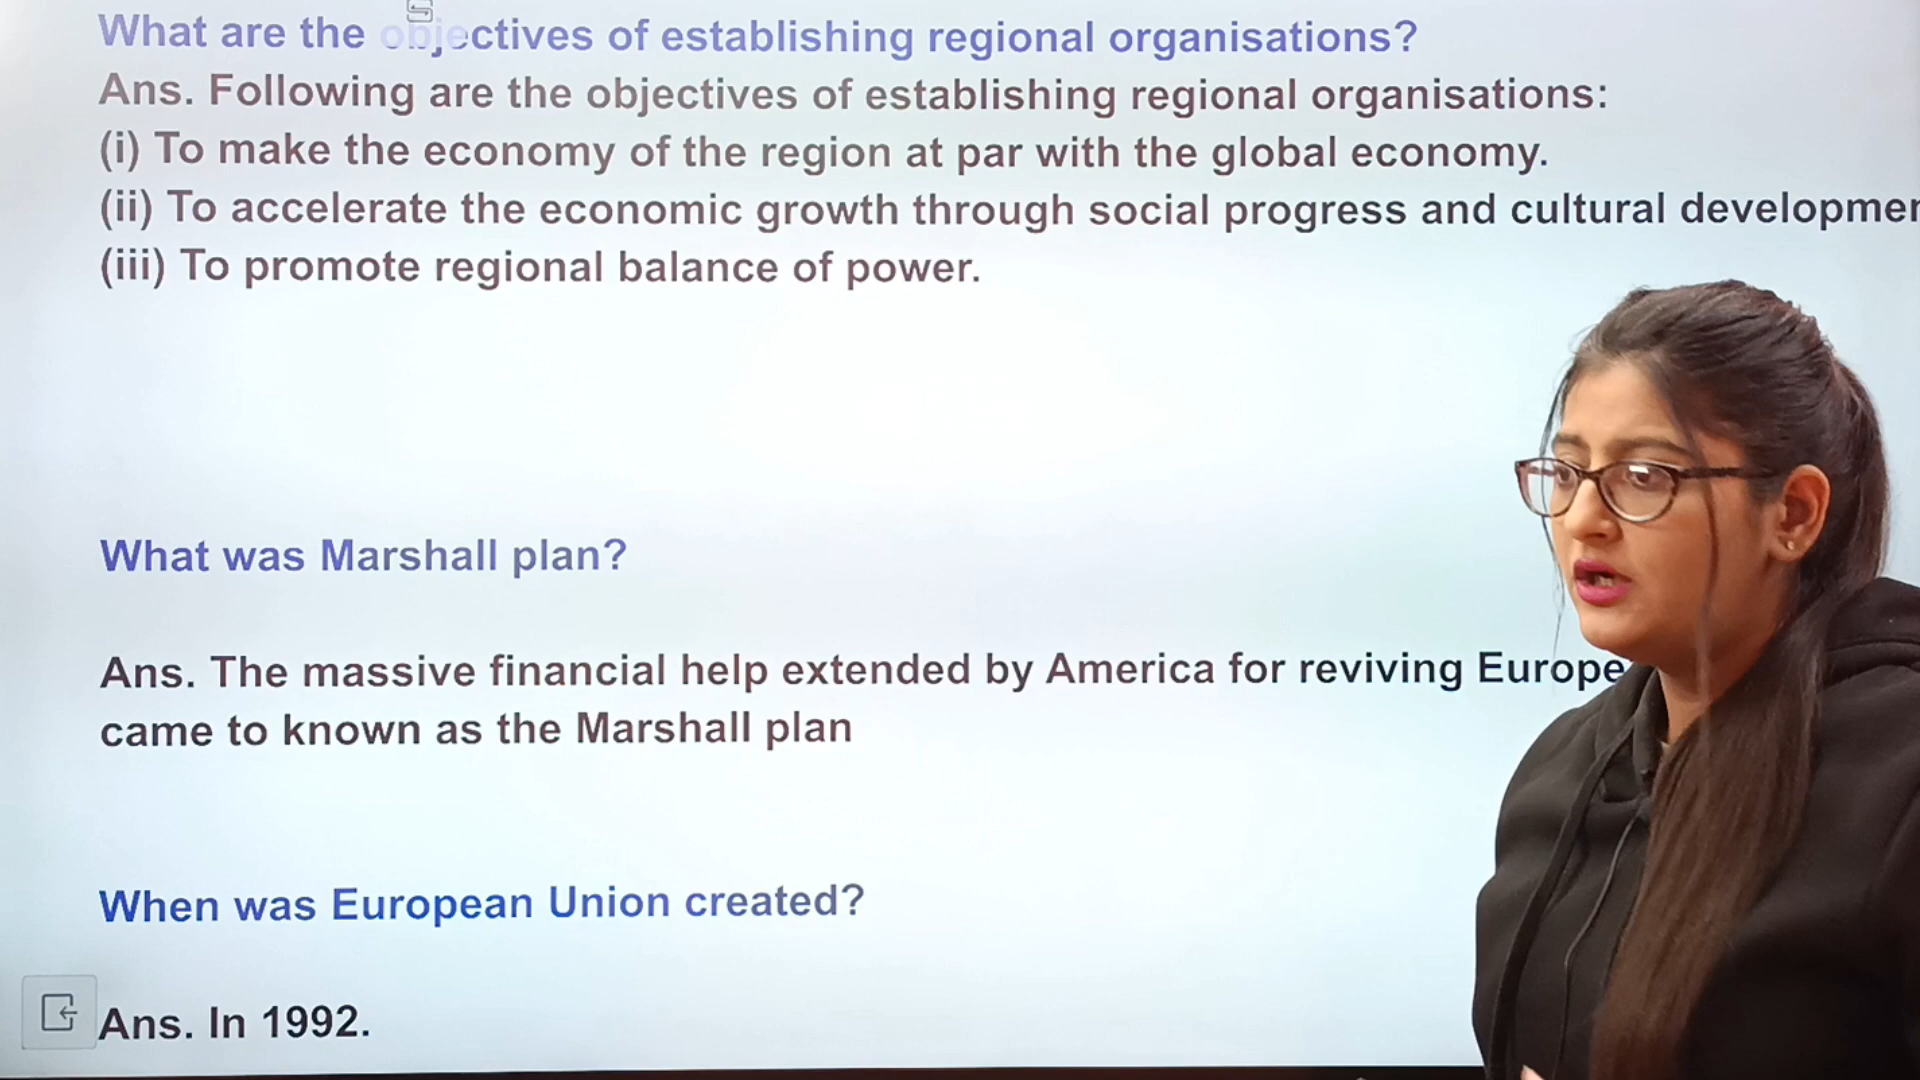 What are the objectives of establishing regional organisations?
Ans. Following are the objectives of establishing regional organisations:
(i) To make the economy of the region at par with the global economy.
(ii) To accelerate the economic growth through social progress and cultural
(iii) To promote regional balance of power.
What was Marshall plan?
Ans. The massive financial help extended by America for reviving Europe
came to known as the Marshall plan
When was European Union created?
Ans. In 1992.